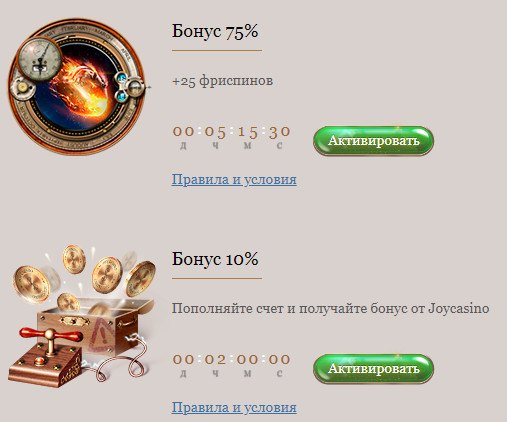 Бонус 75%
+25 фриспинов
00:05:15:30
д ч м с
Активировать
Правила и условия
Бонус 10%
Пополняйте счет и получайте бонус от Joycasino
00:02:00:00
д ч м с
Активировать
Правила и условия